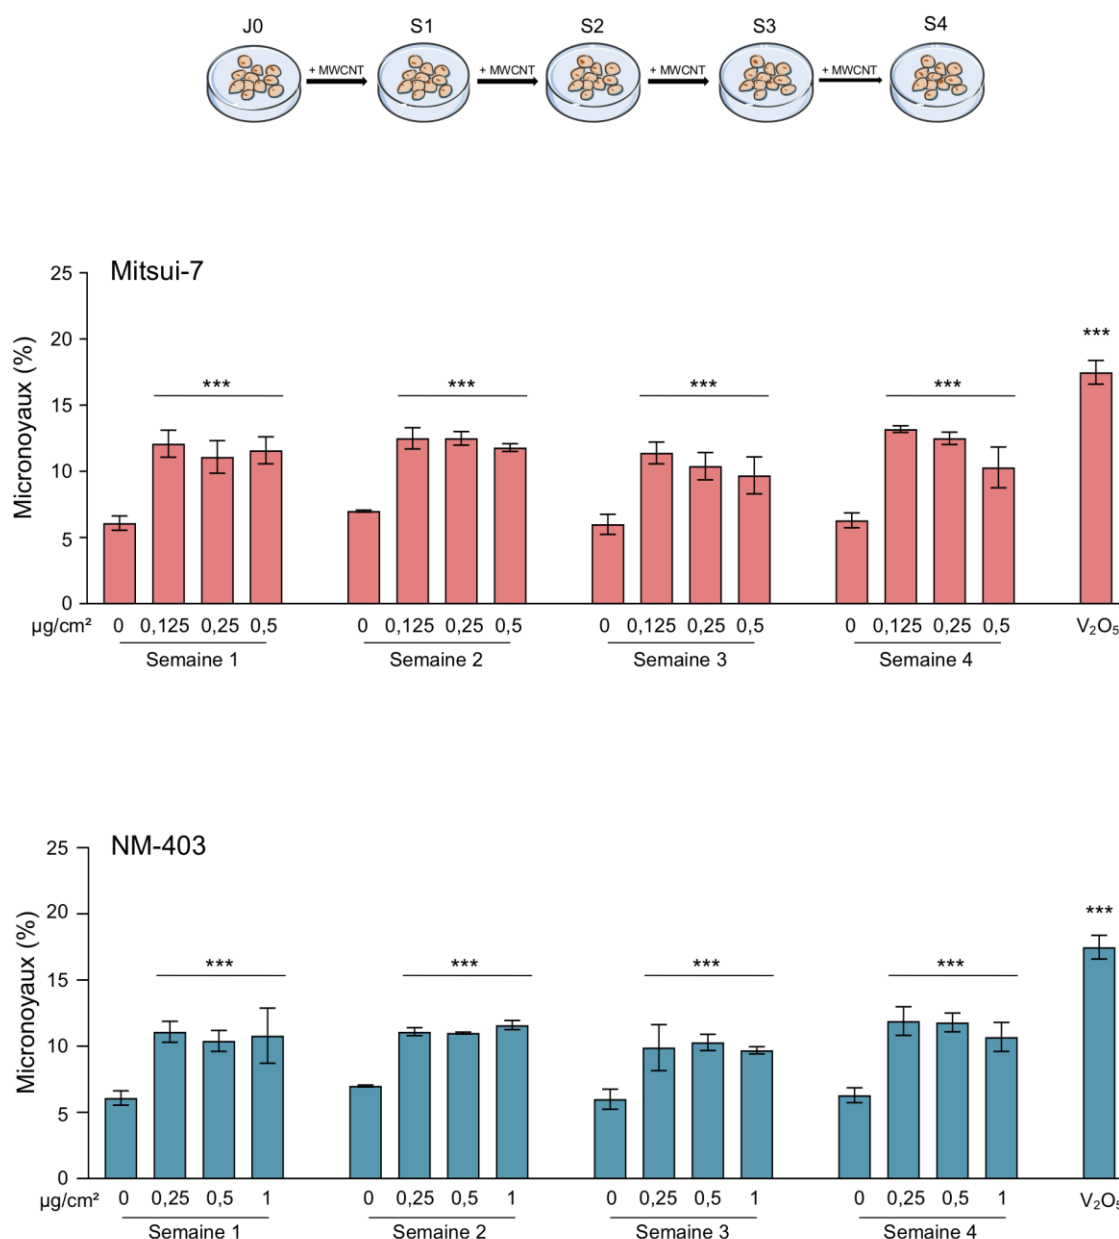 J0 S1 S2 S3 S4
+ MWCNT + MWCNT + MWCNT + MWCNT
Mitsui-7
Micronoyaux (%)
25
20
15
10
5
0
*** *** *** *** ***
µg/cm² 0 0,125 0,25 0,5 0 0,125 0,25 0,5 0 0,125 0,25 0,5 0 0,125 0,25 0,5 V₂O₅
Semaine 1 Semaine 2 Semaine 3 Semaine 4
NM-403
Micronoyaux (%)
25
20
15
10
5
0
*** *** *** *** ***
µg/cm² 0 0,25 0,5 1 0 0,25 0,5 1 0 0,25 0,5 1 0 0,25 0,5 1 V₂O₅
Semaine 1 Semaine 2 Semaine 3 Semaine 4